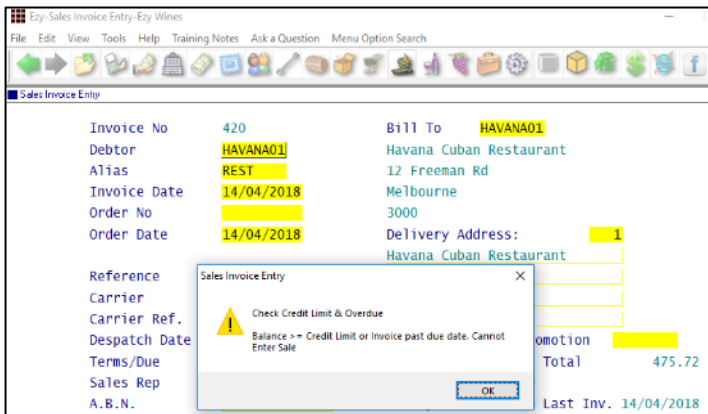 Ezy-Sales Invoice Entry-Ezy Wines
File Edit View Tools Help Training Notes Ask a Question Menu Option Search
Sales Invoice Entry
Invoice No 420 Bill To HAVANA01
Debtor HAVANA01 Havana Cuban Restaurant
Alias REST 12 Freeman Rd
Invoice Date 14/04/2018 Melbourne
Order No 3000
Order Date 14/04/2018 Delivery Address: 1
Havana Cuban Restaurant
Reference
Carrier
Carrier Ref.
Despatch Date omotion
Terms/Due Total 475.72
Sales Rep
A.B.N. Last Inv. 14/04/2018
Sales Invoice Entry
Check Credit Limit & Overdue
Balance >= Credit Limit or Invoice past due date. Cannot
Enter Sale
OK